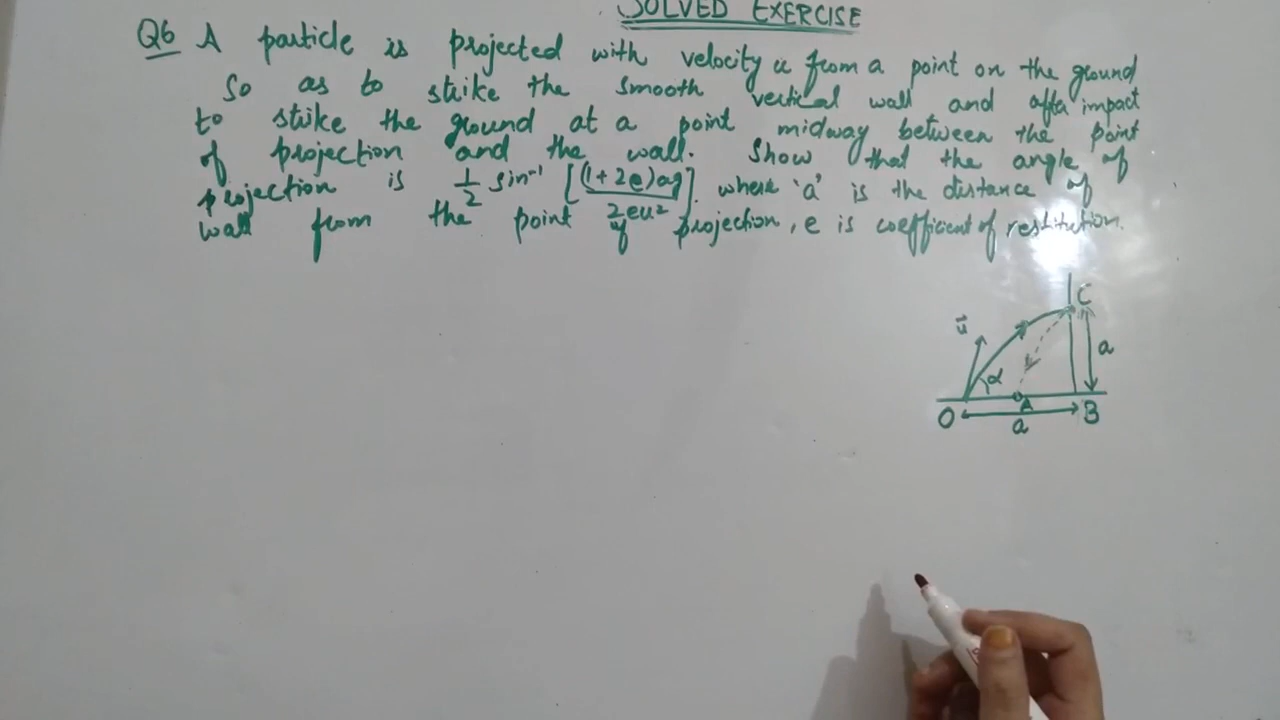 SOLVED EXERCISE
Q6 A particle is projected with velocity u from a point on the ground
So as to strike the smooth vertical wall and after impact
to strike the ground at a point midway between the point
of projection and the wall. Show that the angle of
projection is 1/2 sin⁻¹ [(1+2e)ag/2eu²]. where 'a' is the distance of
wall from the point of projection, e is coefficient of restitution.
C
u⃗
a
α
O A B
a